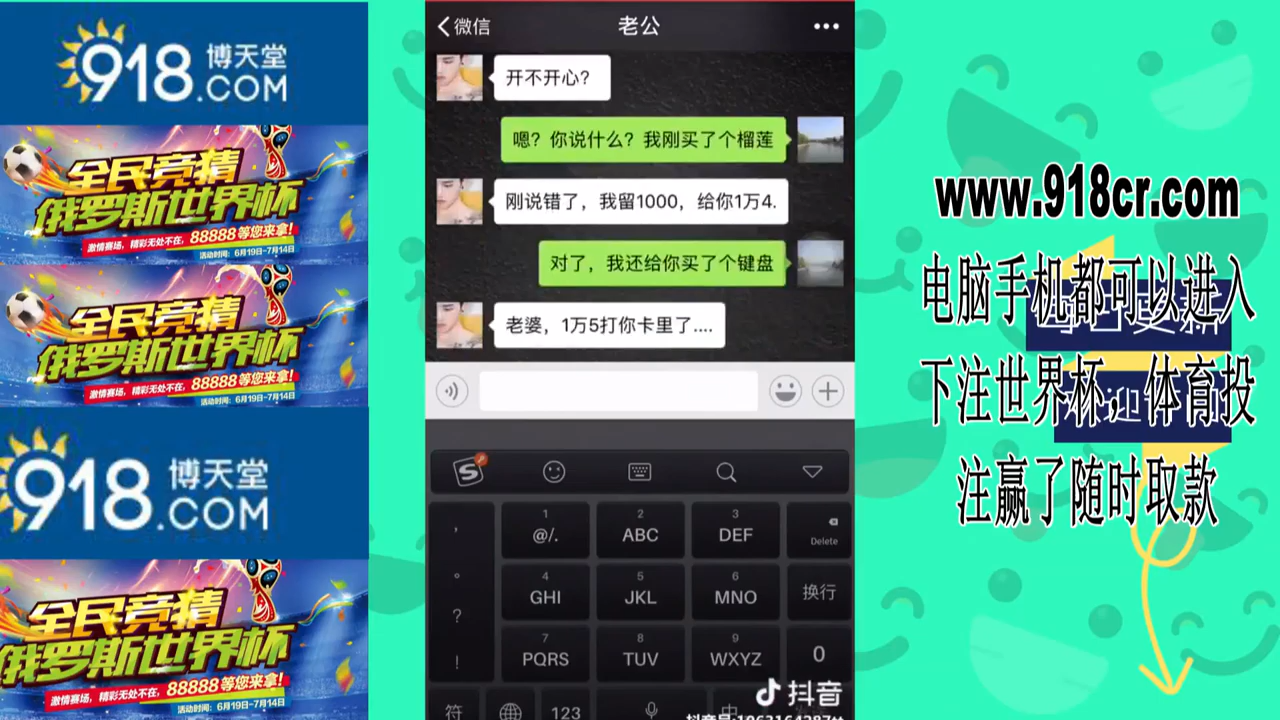 918 博天堂
.COM
全民竞猜
俄罗斯世界杯
激情赛场，精彩无处不在，88888等您来拿！
活动时间：6月19日-7月14日
全民竞猜
俄罗斯世界杯
激情赛场，精彩无处不在，88888等您来拿！
活动时间：6月19日-7月14日
918 博天堂
.COM
全民竞猜
俄罗斯世界杯
激情赛场，精彩无处不在，88888等您来拿！
活动时间：6月19日-7月14日
微信 老公
开不开心？
嗯？你说什么？我刚买了个榴莲
刚说错了，我留1000，给你1万4.
对了，我还给你买了个键盘
老婆，1万5打你卡里了....
S
， 1 2 3
@/. ABC DEF Delete
。 4 5 6
GHI JKL MNO 换行
？ 7 8 9
！ PQRS TUV WXYZ 0
符 123 中
抖音
www.918cr.com
电脑手机都可以进入
下注世界杯，体育投
注赢了随时取款